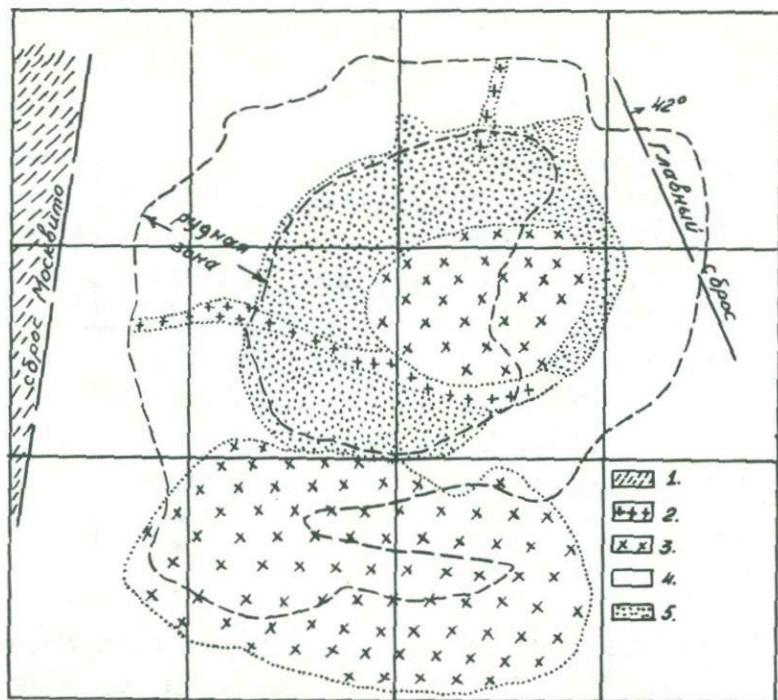 сброс Москвито
рудная
зона
42°
главный
сброс
1.
2.
3.
4.
5.